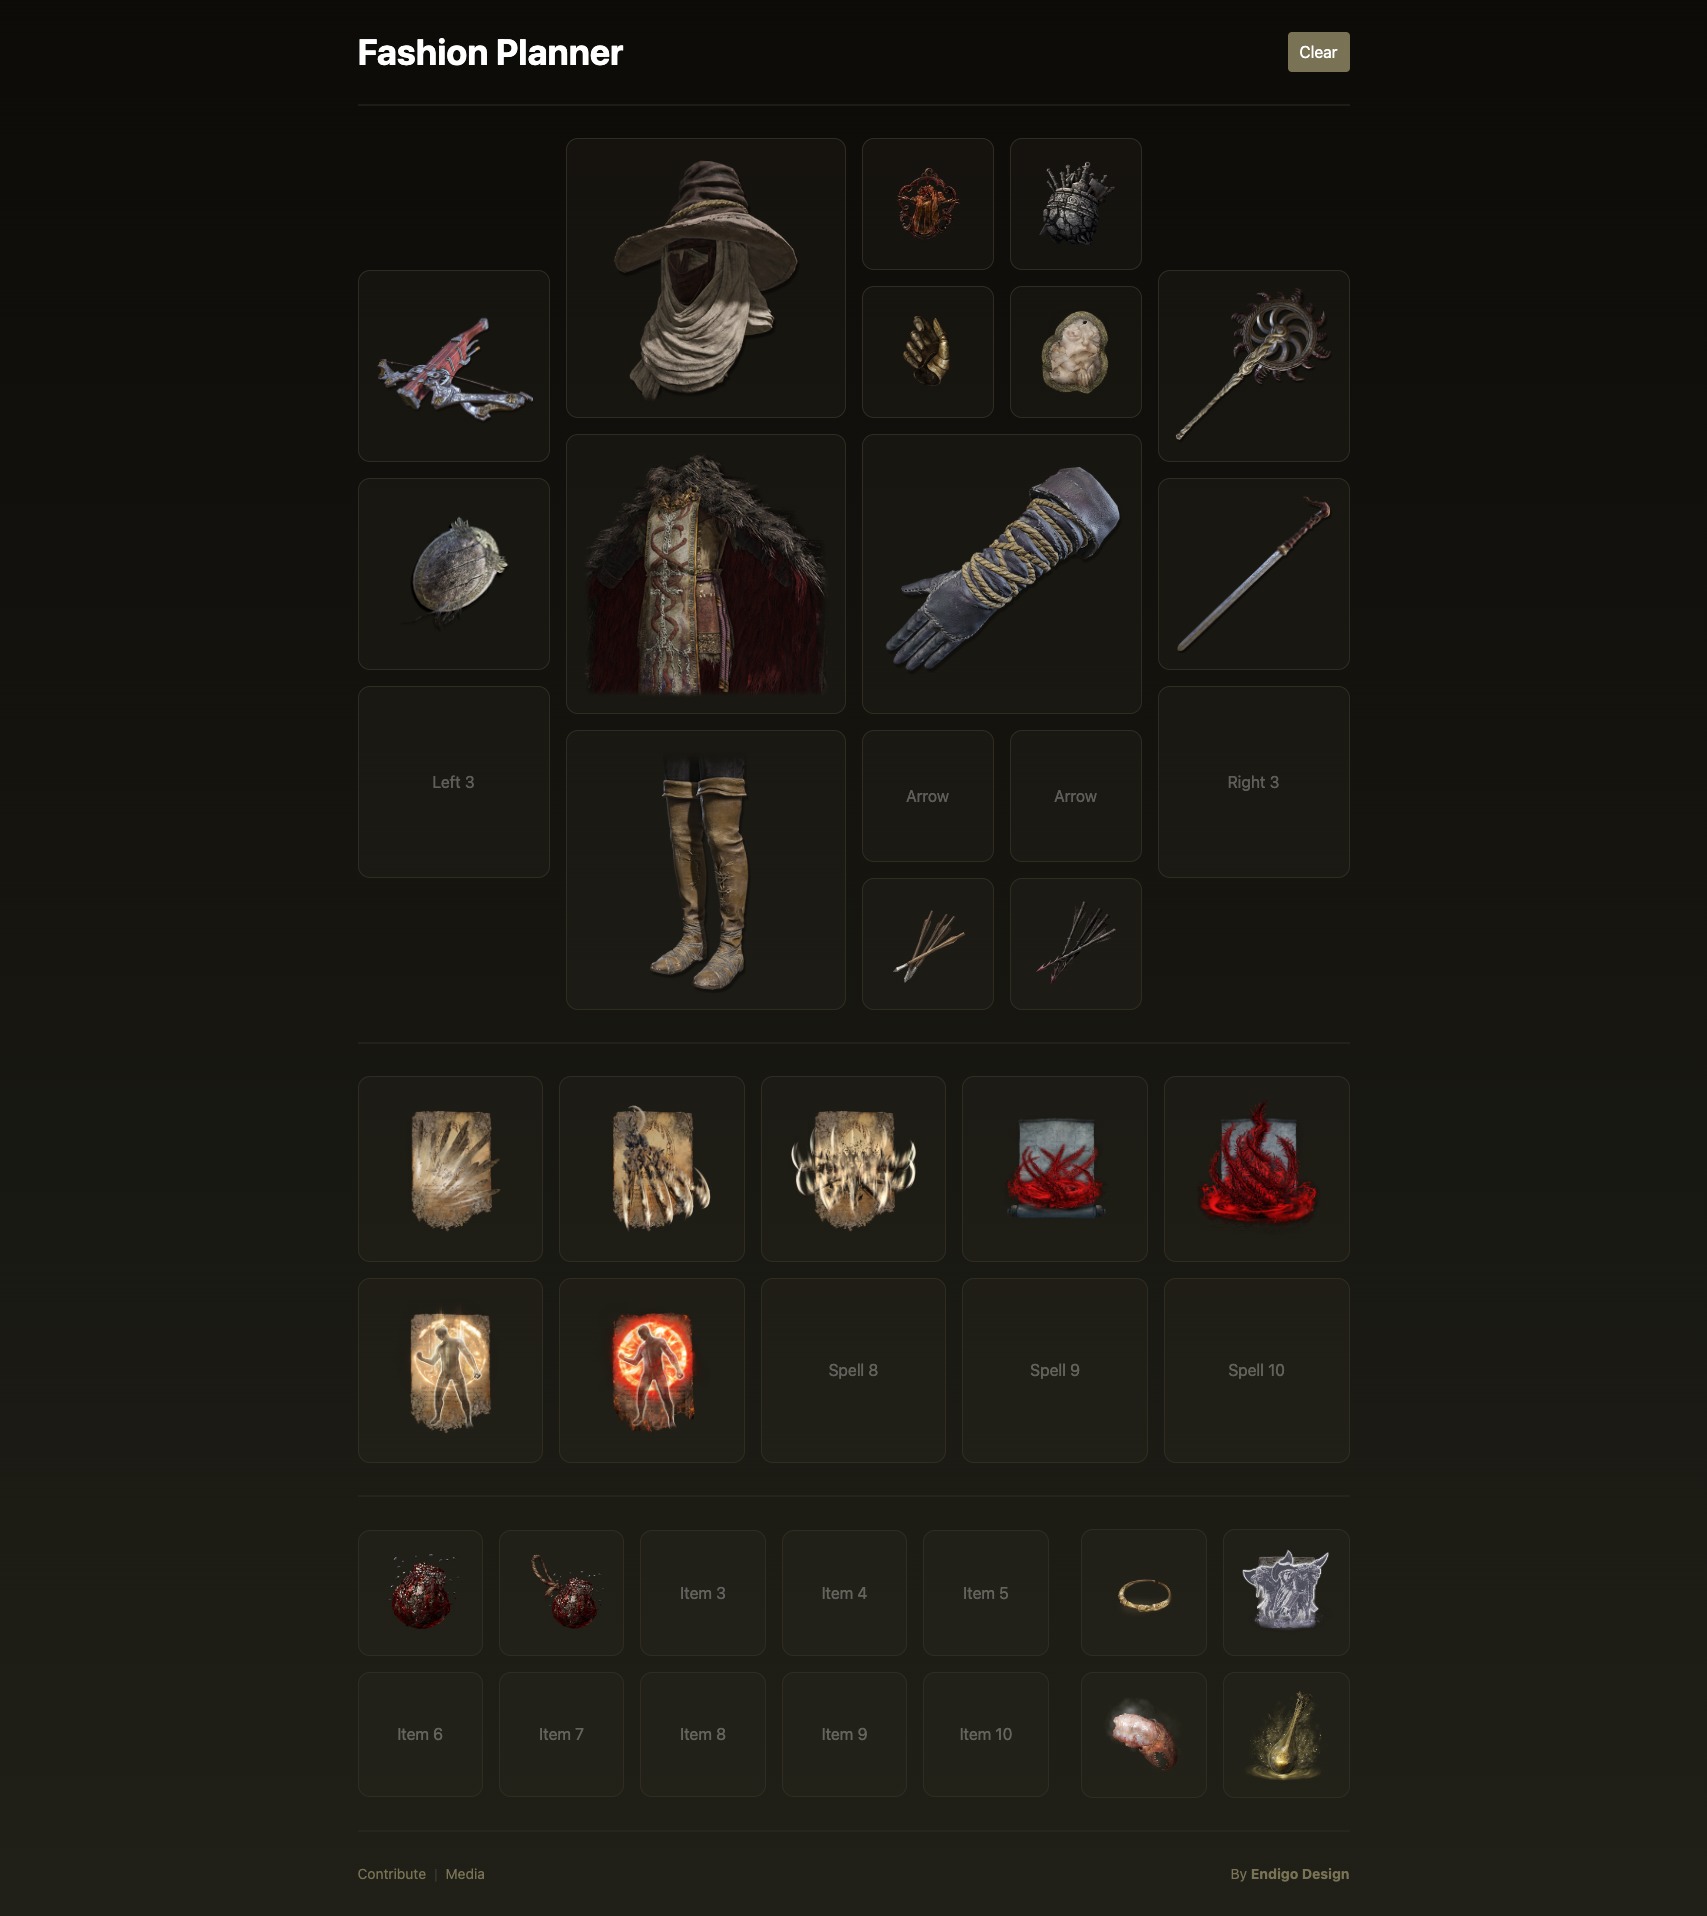 Fashion Planner
Clear
Left 3
Arrow
Arrow
Right 3
Spell 8
Spell 9
Spell 10
Item 3
Item 4
Item 5
Item 6
Item 7
Item 8
Item 9
Item 10
Contribute | Media
By Endigo Design